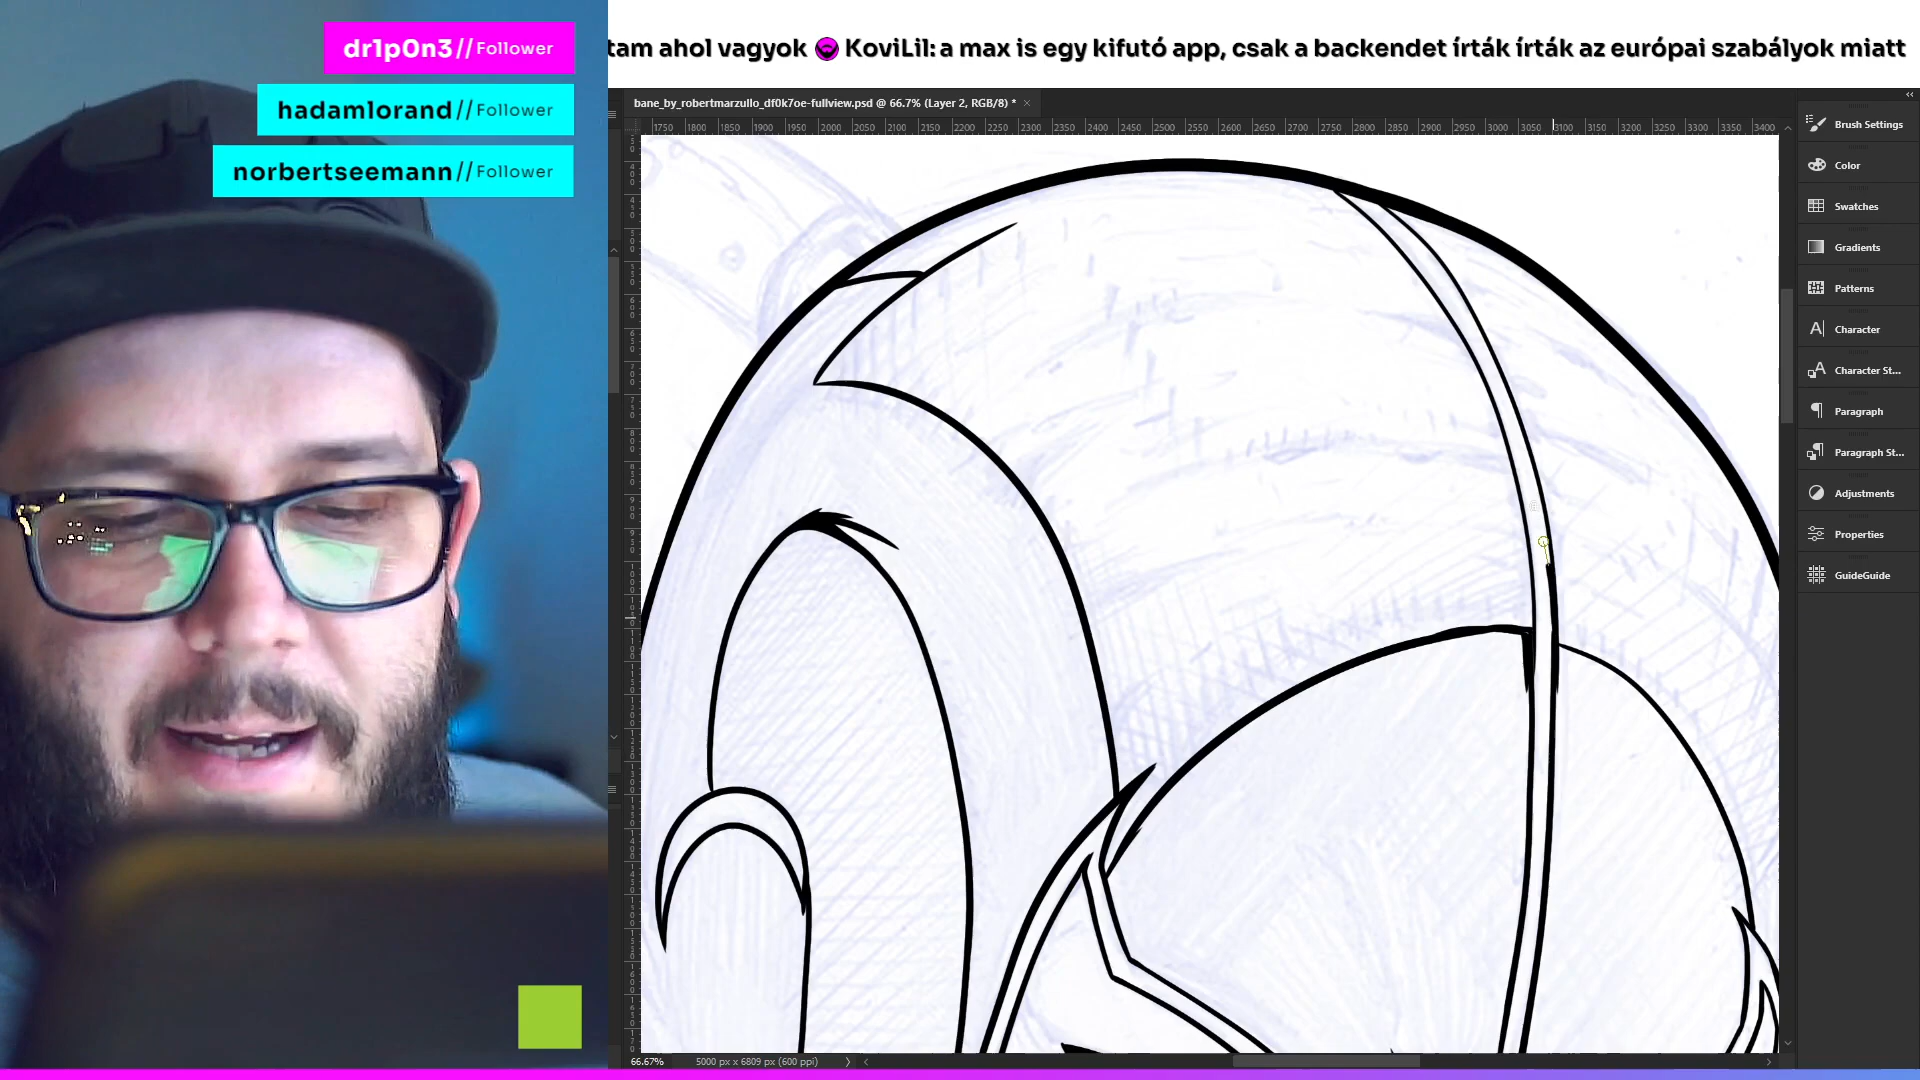 dr1p0n3//Follower
hadamlorand//Follower
norbertseemann//Follower
tam ahol vagyok KoviLil: a max is egy kifutó app, csak a backendet írták írták az európai szabályok miatt
bane_by_robertmarzullo_df0k7oe-fullview.psd @ 66.7% (Layer 2, RGB/8) * ×
1750 1800 1850 1900 1950 2000 2050 2100 2150 2200 2250 2300 2350 2400 2450 2500 2550 2600 2650 2700 2750 2800 2850 2900 2950 3000 3050 3100 3150 3200 3250 3300 3350 3400
Brush Settings
Color
Swatches
Gradients
Patterns
Character
Character St...
Paragraph
Paragraph St...
Adjustments
Properties
GuideGuide
66.67% 5000 px x 6809 px (600 ppi)